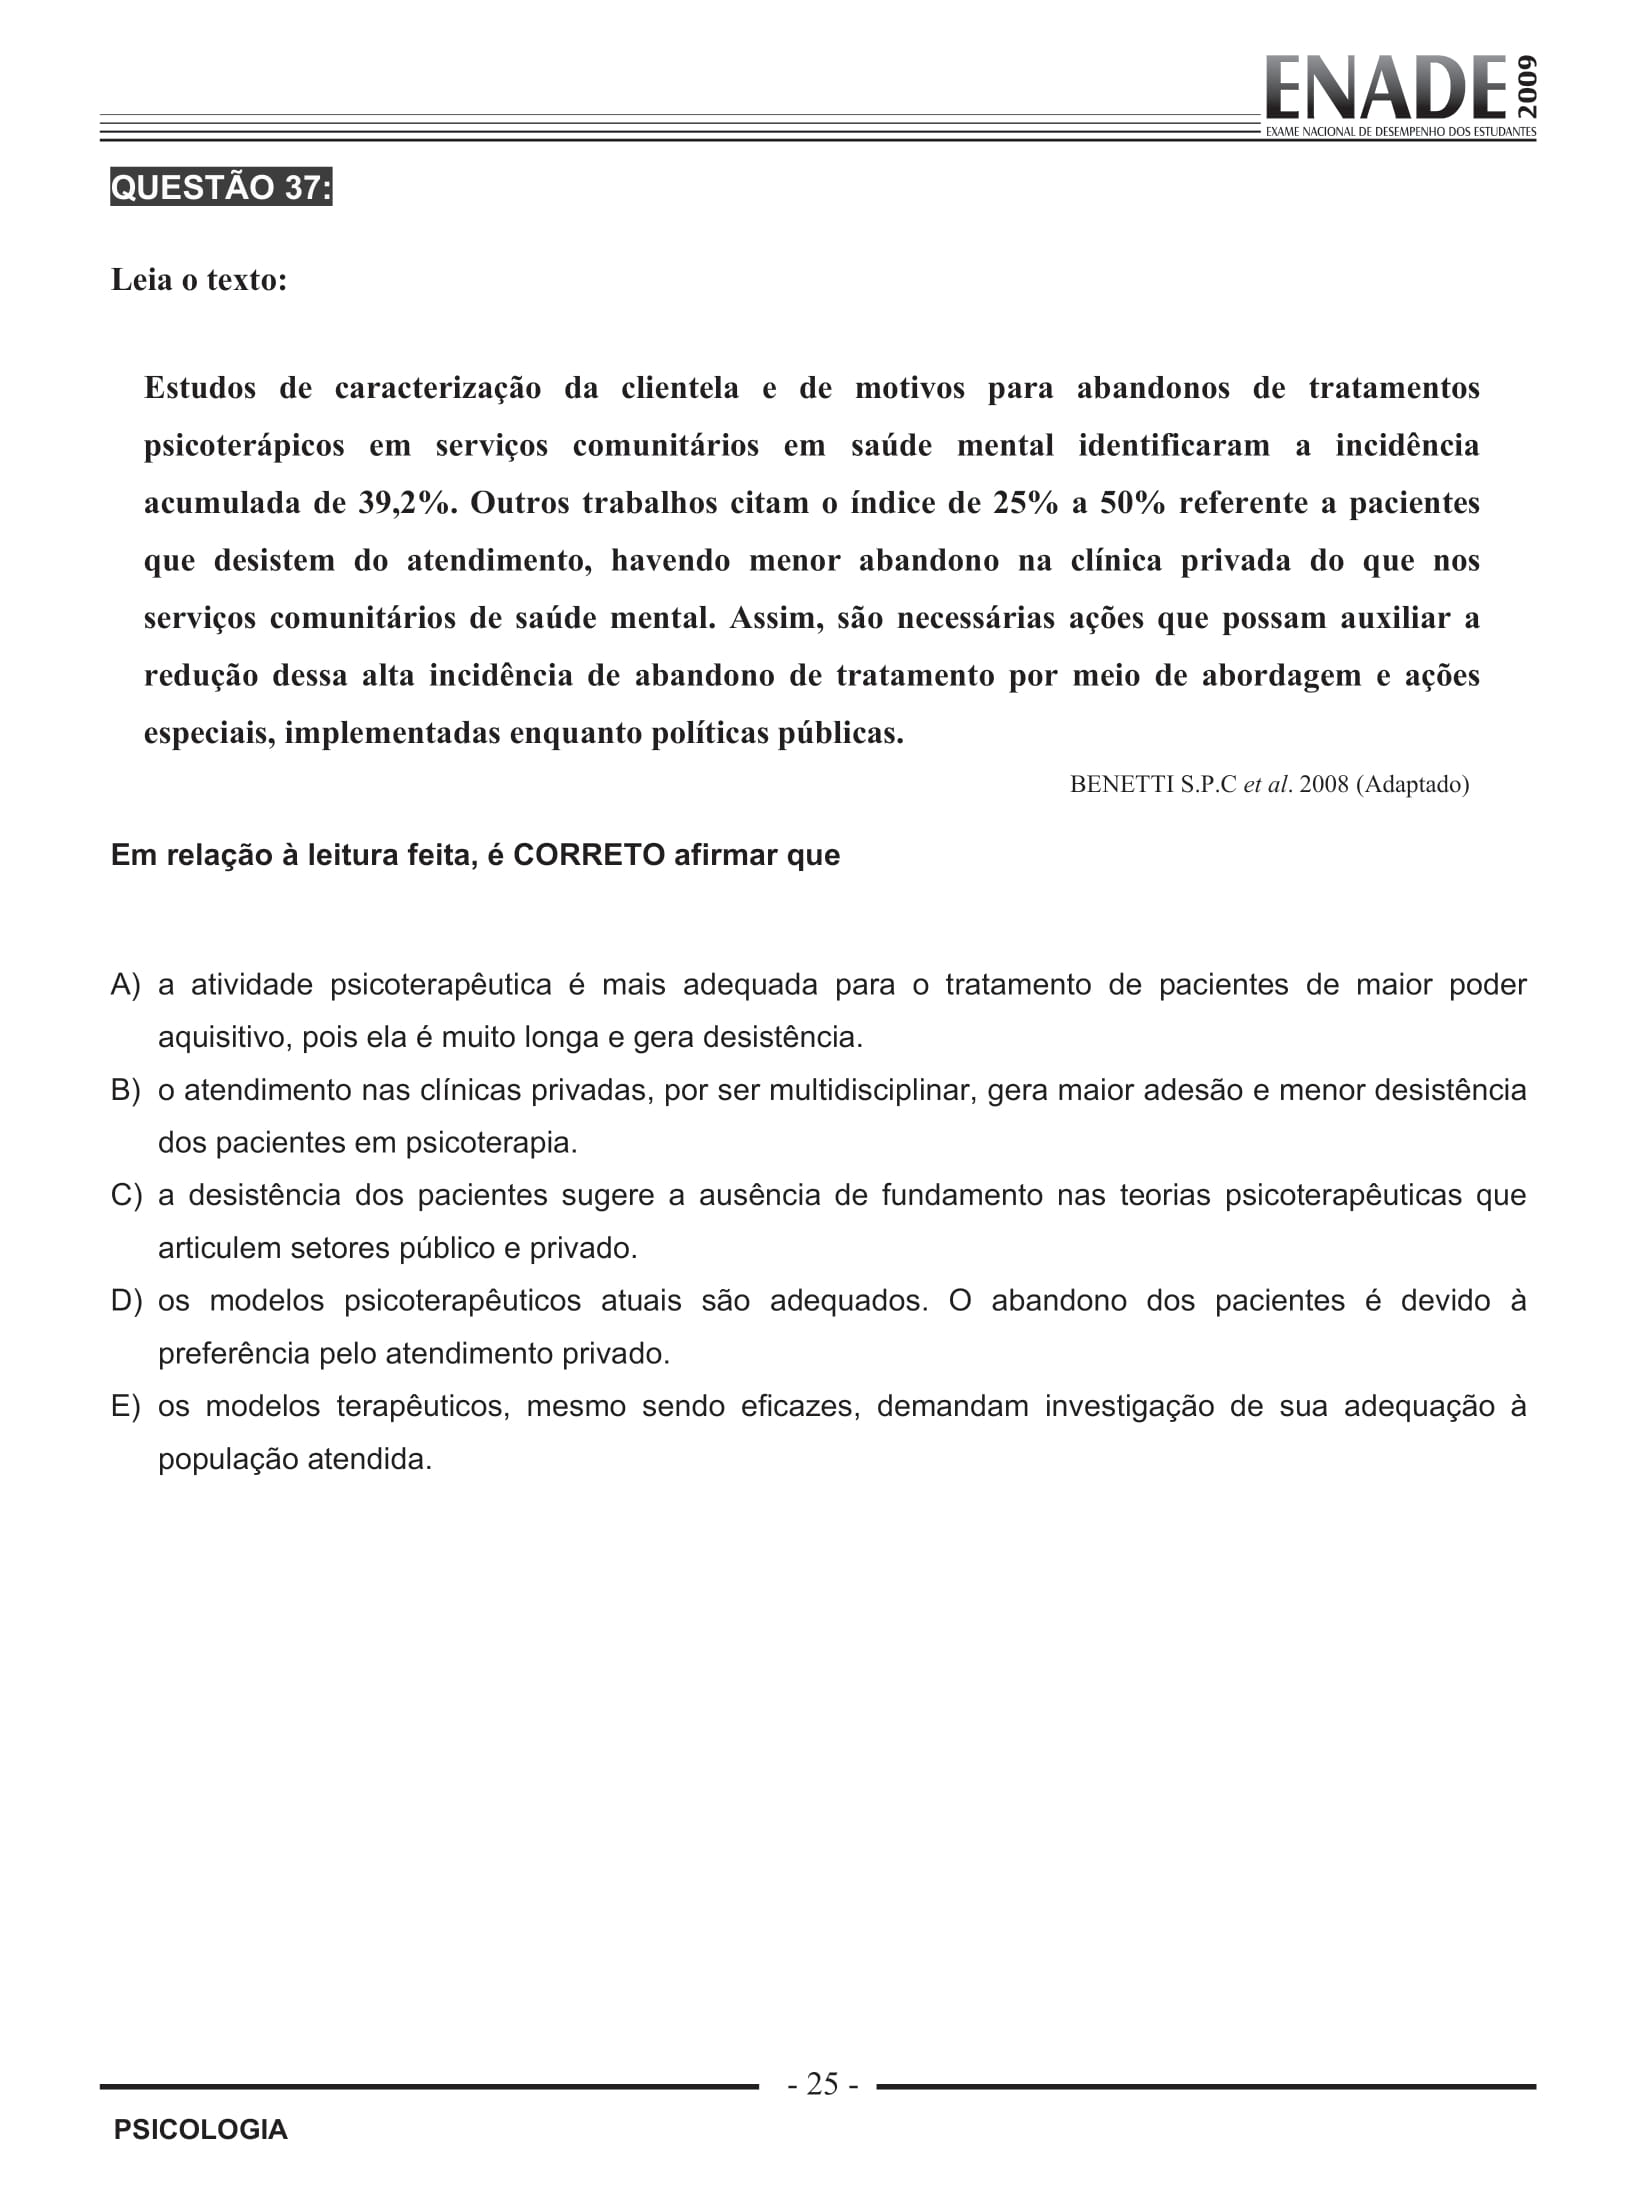 ENADE 2009
EXAME NACIONAL DE DESEMPENHO DOS ESTUDANTES
QUESTÃO 37:
Leia o texto:
Estudos de caracterização da clientela e de motivos para abandonos de tratamentos
psicoterápicos em serviços comunitários em saúde mental identificaram a incidência
acumulada de 39,2%. Outros trabalhos citam o índice de 25% a 50% referente a pacientes
que desistem do atendimento, havendo menor abandono na clínica privada do que nos
serviços comunitários de saúde mental. Assim, são necessárias ações que possam auxiliar a
redução dessa alta incidência de abandono de tratamento por meio de abordagem e ações
especiais, implementadas enquanto políticas públicas.
BENETTI S.P.C et al. 2008 (Adaptado)
Em relação à leitura feita, é CORRETO afirmar que
A) a atividade psicoterapêutica é mais adequada para o tratamento de pacientes de maior poder
aquisitivo, pois ela é muito longa e gera desistência.
B) o atendimento nas clínicas privadas, por ser multidisciplinar, gera maior adesão e menor desistência
dos pacientes em psicoterapia.
C) a desistência dos pacientes sugere a ausência de fundamento nas teorias psicoterapêuticas que
articulem setores público e privado.
D) os modelos psicoterapêuticos atuais são adequados. O abandono dos pacientes é devido à
preferência pelo atendimento privado.
E) os modelos terapêuticos, mesmo sendo eficazes, demandam investigação de sua adequação à
população atendida.
- 25 -
PSICOLOGIA